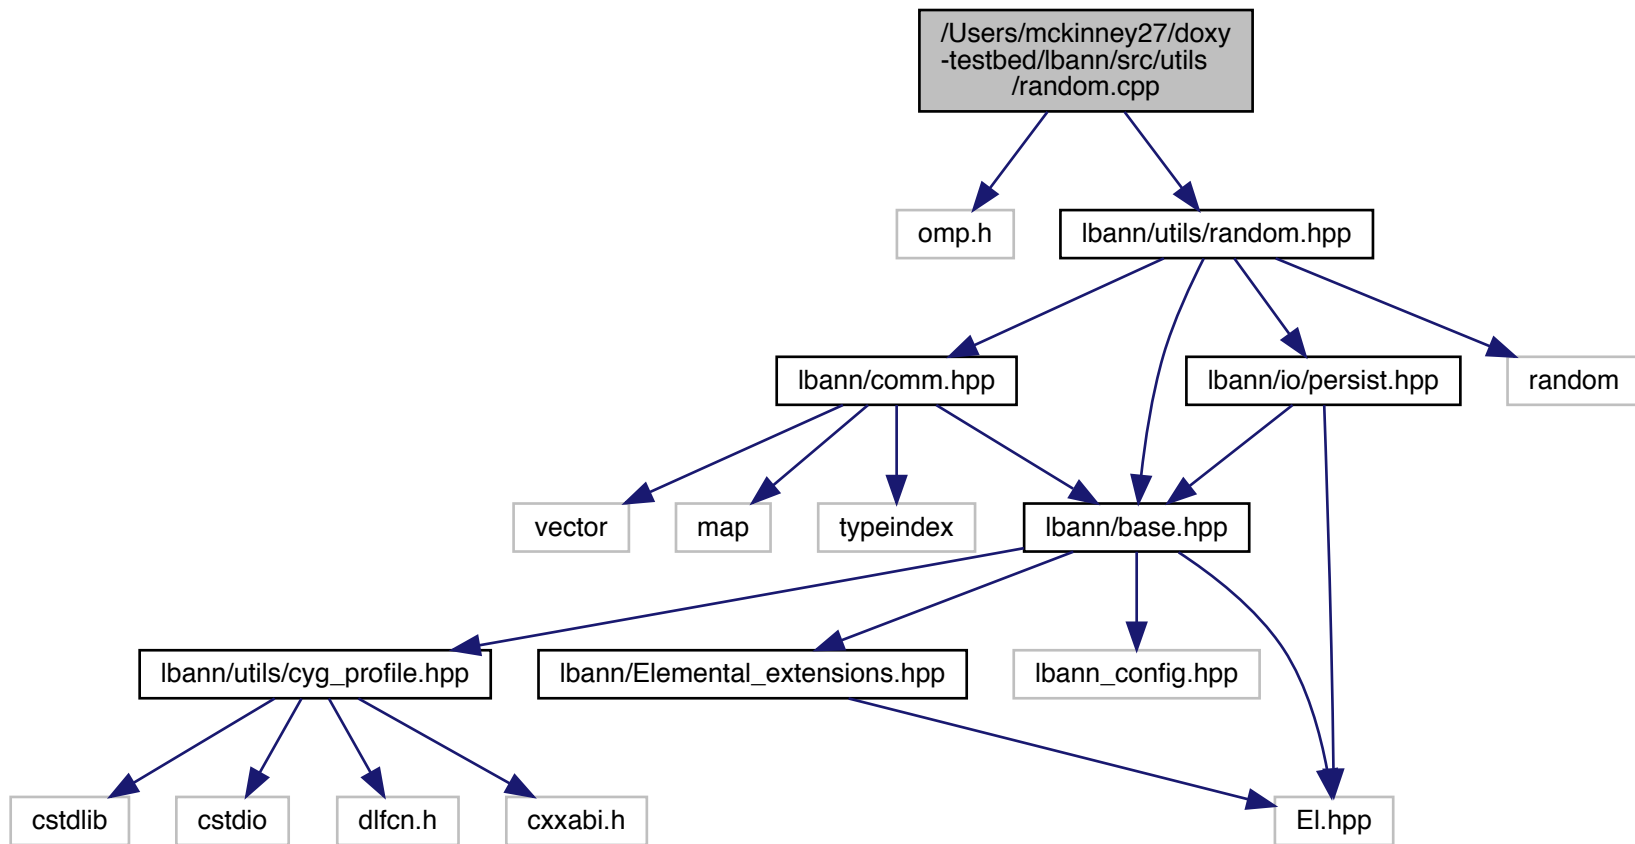 /Users/mckinney27/doxy
-testbed/lbann/src/utils
/random.cpp
omp.h
lbann/utils/random.hpp
lbann/comm.hpp
lbann/io/persist.hpp
random
vector
map
typeindex
lbann/base.hpp
lbann/utils/cyg_profile.hpp
lbann/Elemental_extensions.hpp
lbann_config.hpp
cstdlib
cstdio
dlfcn.h
cxxabi.h
El.hpp